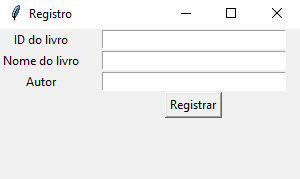 Registro
ID do livro
Nome do livro
Autor
Registrar